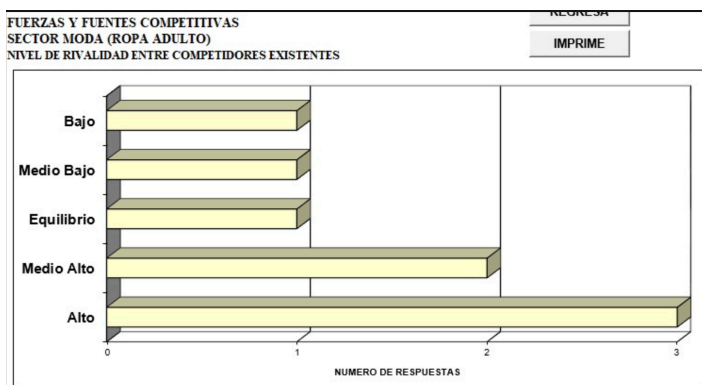 FUERZAS Y FUENTES COMPETITIVAS
SECTOR MODA (ROPA ADULTO)
NIVEL DE RIVALIDAD ENTRE COMPETIDORES EXISTENTES
REGRESA
IMPRIME
Bajo
Medio Bajo
Equilibrio
Medio Alto
Alto
0 1 2 3
NUMERO DE RESPUESTAS